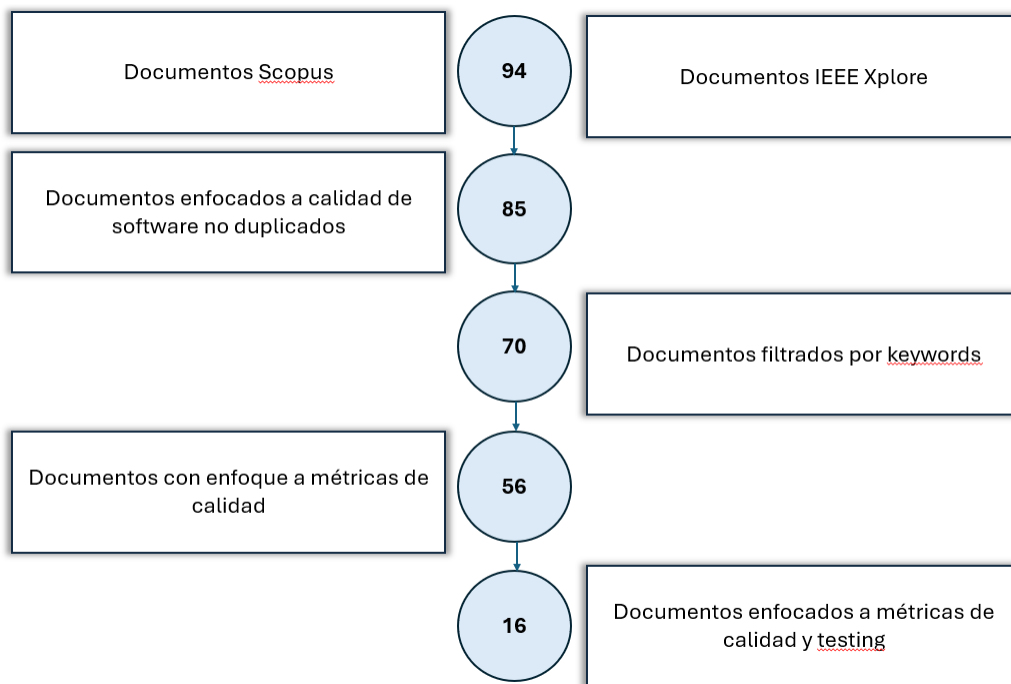 Documentos Scopus
94
Documentos IEEE Xplore
Documentos enfocados a calidad de
software no duplicados
85
70
Documentos filtrados por keywords
Documentos con enfoque a métricas de
calidad
56
16
Documentos enfocados a métricas de
calidad y testing